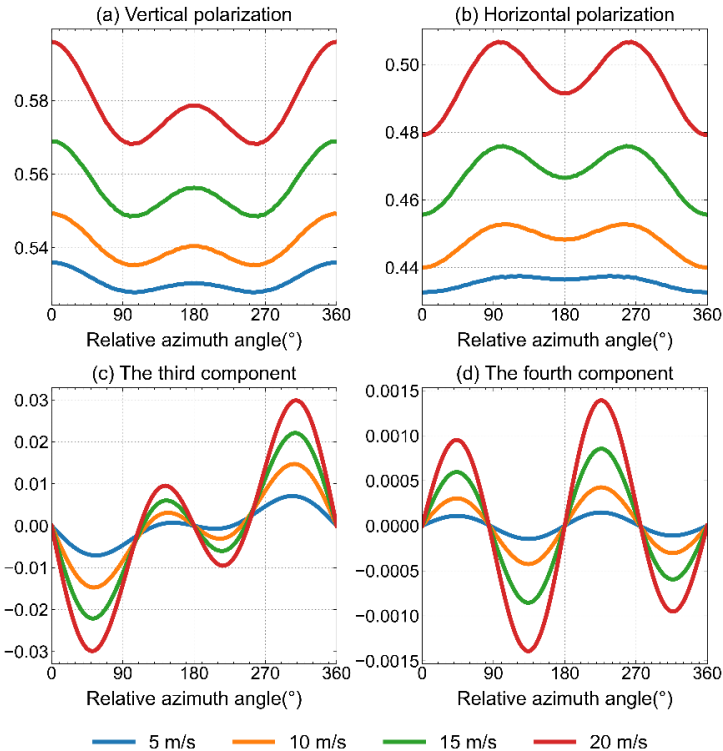 (a) Vertical polarization
(b) Horizontal polarization
0.58
0.56
0.54
0.50
0.48
0.46
0.44
0 90 180 270 360
0 90 180 270 360
Relative azimuth angle(°)
Relative azimuth angle(°)
(c) The third component
(d) The fourth component
0.03
0.02
0.01
0.00
−0.01
−0.02
−0.03
0.0015
0.0010
0.0005
0.0000
−0.0005
−0.0010
−0.0015
0 90 180 270 360
0 90 180 270 360
Relative azimuth angle(°)
Relative azimuth angle(°)
5 m/s 10 m/s 15 m/s 20 m/s